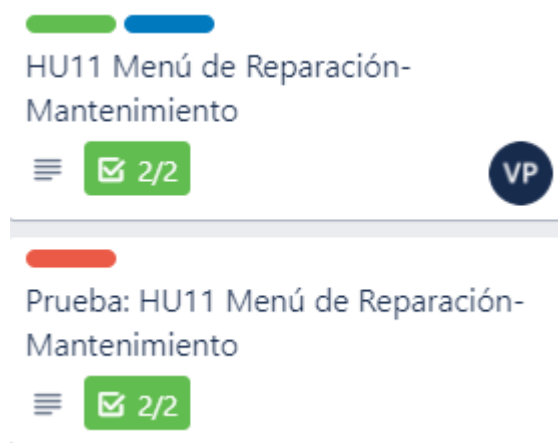 HU11 Menú de Reparación-
Mantenimiento
2/2
VP
Prueba: HU11 Menú de Reparación-
Mantenimiento
2/2